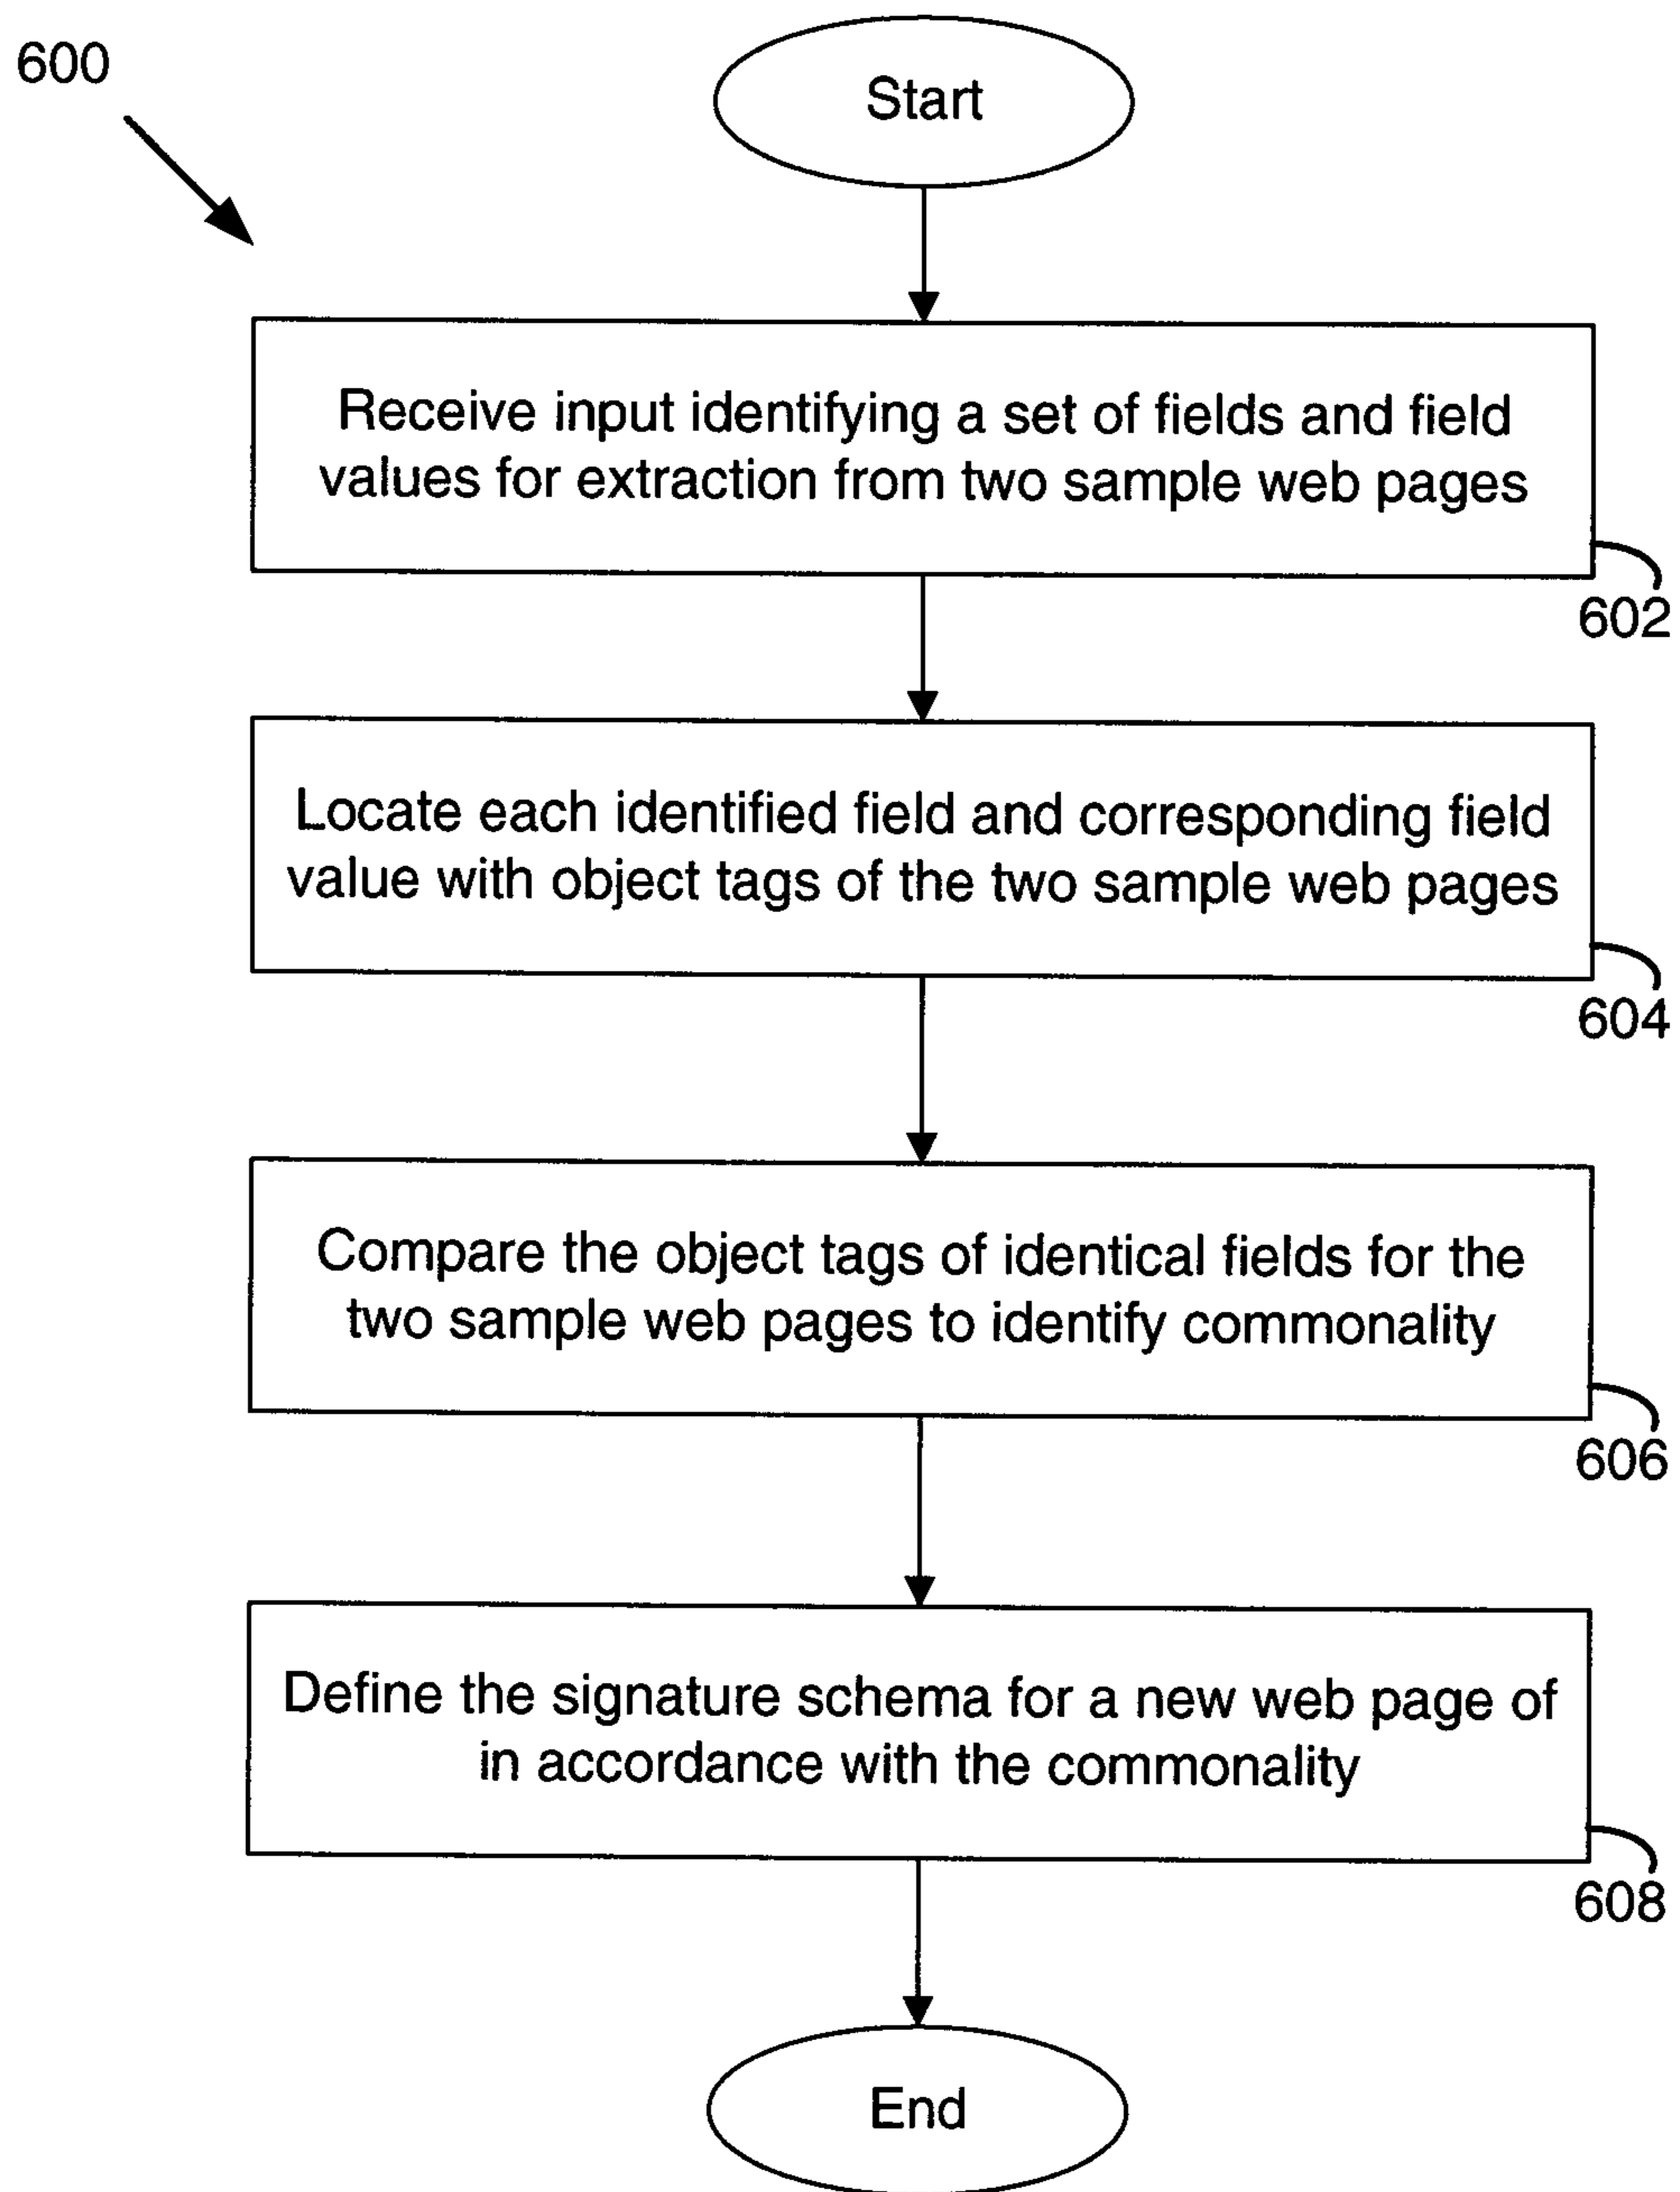 600
Start
Receive input identifying a set of fields and field
values for extraction from two sample web pages
602
Locate each identified field and corresponding field
value with object tags of the two sample web pages
604
Compare the object tags of identical fields for the
two sample web pages to identify commonality
606
Define the signature schema for a new web page of
in accordance with the commonality
608
End